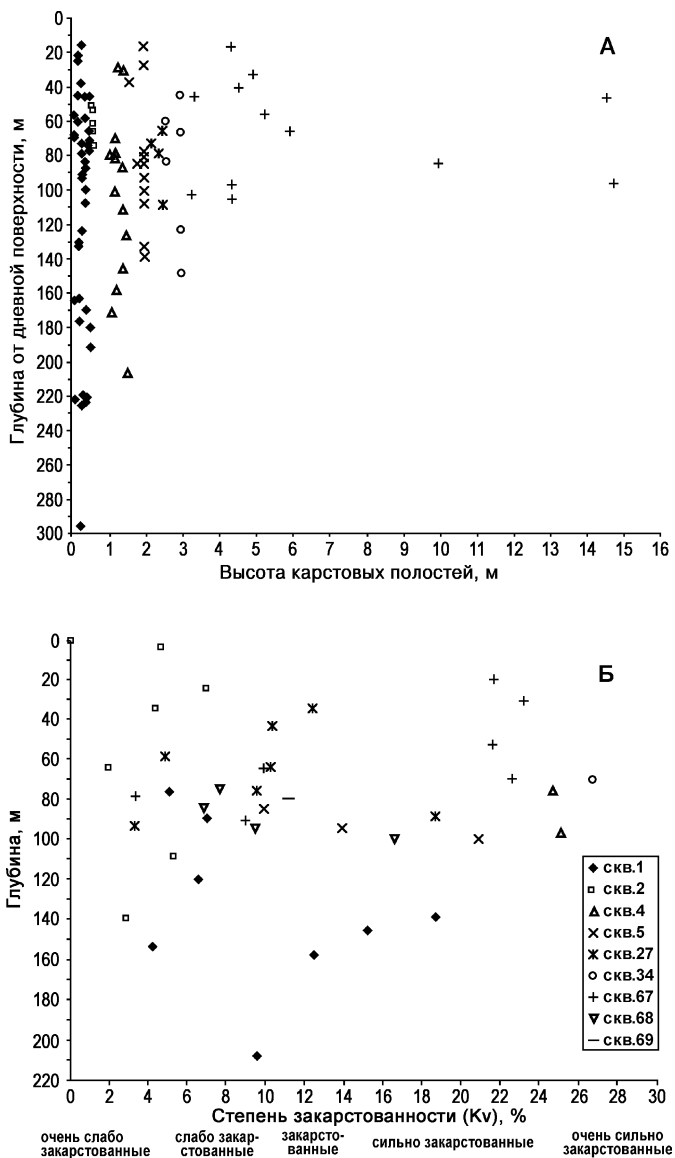 А
0
20
40
60
80
100
120
140
160
180
200
220
240
260
280
300
Глубина от дневной поверхности, м
0 1 2 3 4 5 6 7 8 9 10 11 12 13 14 15 16
Высота карстовых полостей, м
Б
0
20
40
60
80
100
120
140
160
180
200
220
Глубина, м
скв.1
скв.2
скв.4
скв.5
скв.27
скв.34
скв.67
скв.68
скв.69
0 2 4 6 8 10 12 14 16 18 20 22 24 26 28 30
Степень закарстованности (Kv), %
очень слабо
закарстованные
слабо закар-
стованные
закарсто-
ванные
сильно закарстованные
очень сильно
закарстованные